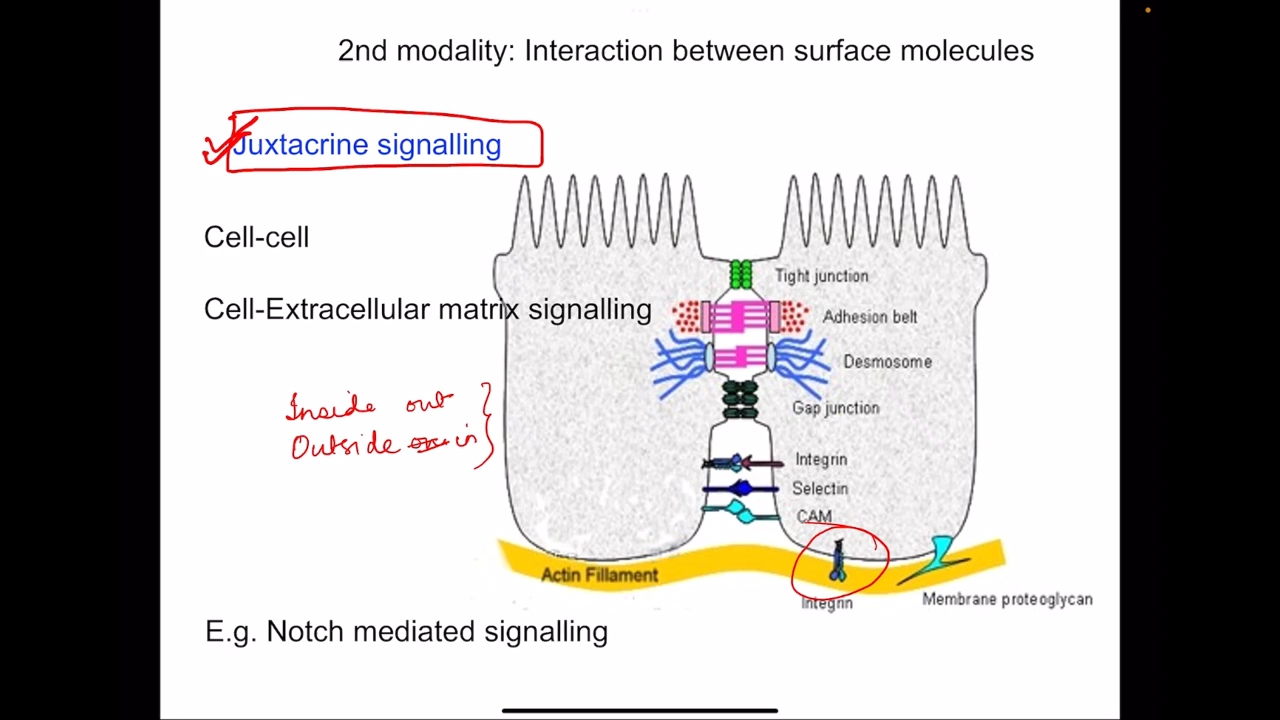 2nd modality: Interaction between surface molecules
Juxtacrine signalling
Cell-cell
Tight junction
Cell-Extracellular matrix signalling
Adhesion belt
Desmosome
Inside out
Outside in
Gap junction
Integrin
Selectin
CAM
Actin Fillament
Integrin
Membrane proteoglycan
E.g. Notch mediated signalling